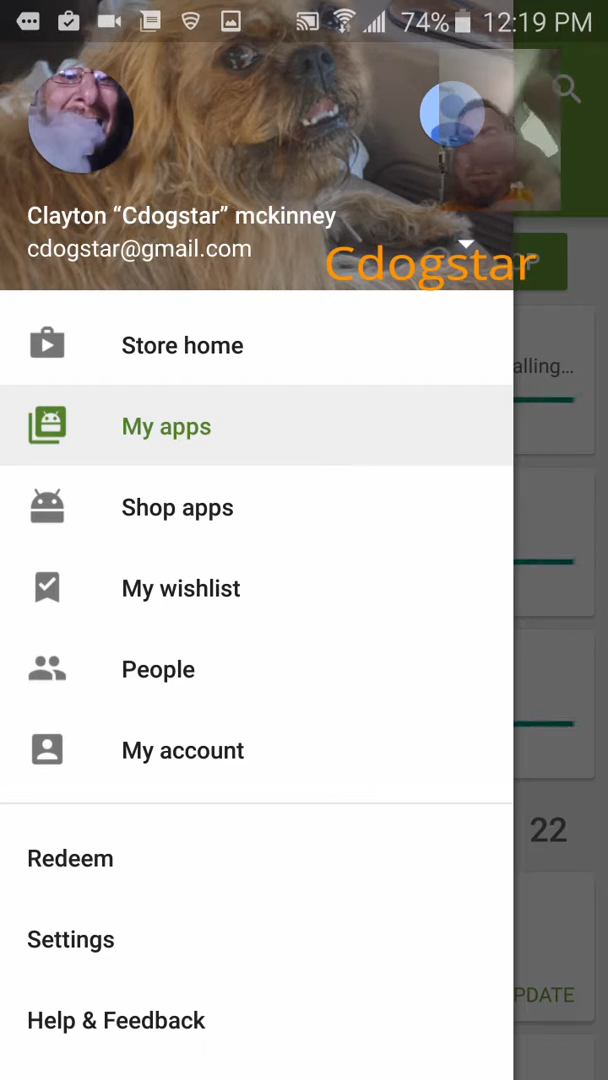 74% 12:19 PM
Clayton “Cdogstar” mckinney
cdogstar@gmail.com
Cdogstar
Store home
alling...
My apps
Shop apps
My wishlist
People
My account
22
Redeem
Settings
PDATE
Help & Feedback